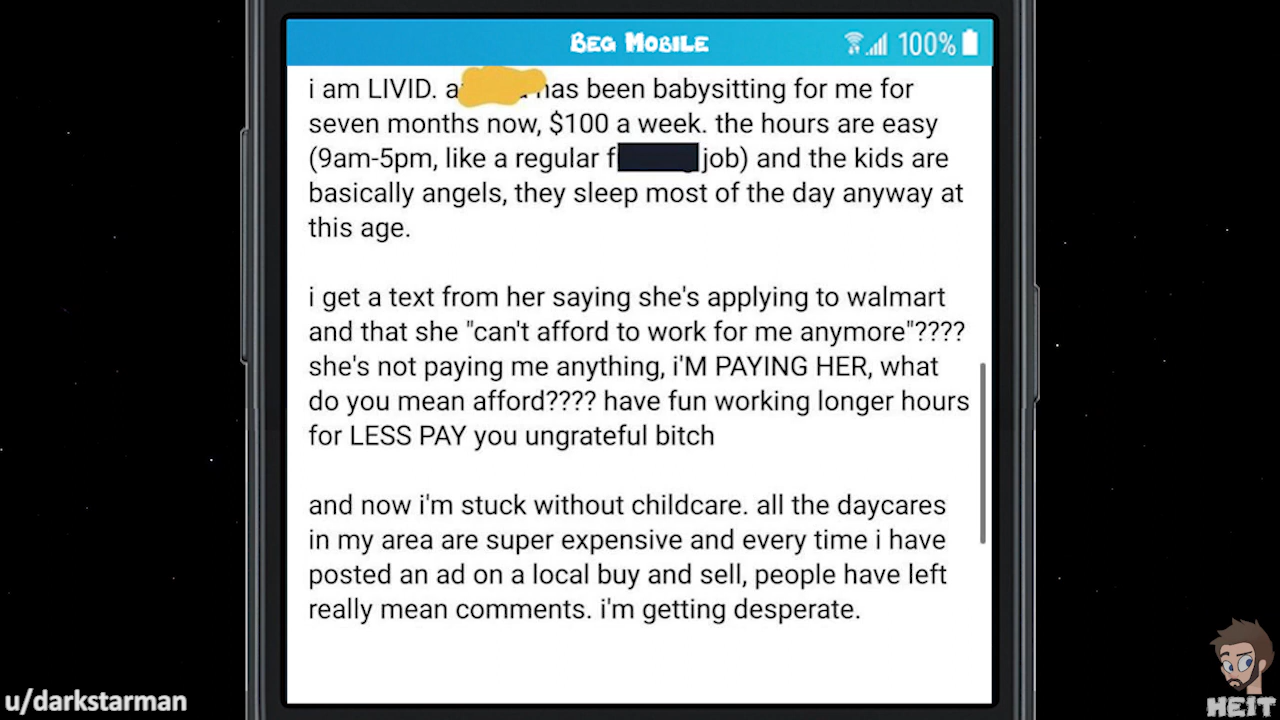 BEG MOBILE
100%
i am LIVID. a has been babysitting for me for
seven months now, $100 a week. the hours are easy
(9am-5pm, like a regular f job) and the kids are
basically angels, they sleep most of the day anyway at
this age.
i get a text from her saying she's applying to walmart
and that she "can't afford to work for me anymore"????
she's not paying me anything, i'M PAYING HER, what
do you mean afford???? have fun working longer hours
for LESS PAY you ungrateful bitch
and now i'm stuck without childcare. all the daycares
in my area are super expensive and every time i have
posted an ad on a local buy and sell, people have left
really mean comments. i'm getting desperate.
u/darkstarman
HEIT